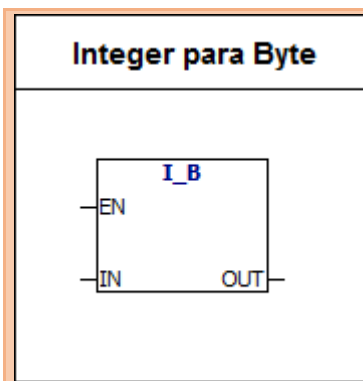 Integer para Byte
I_B
EN
IN OUT